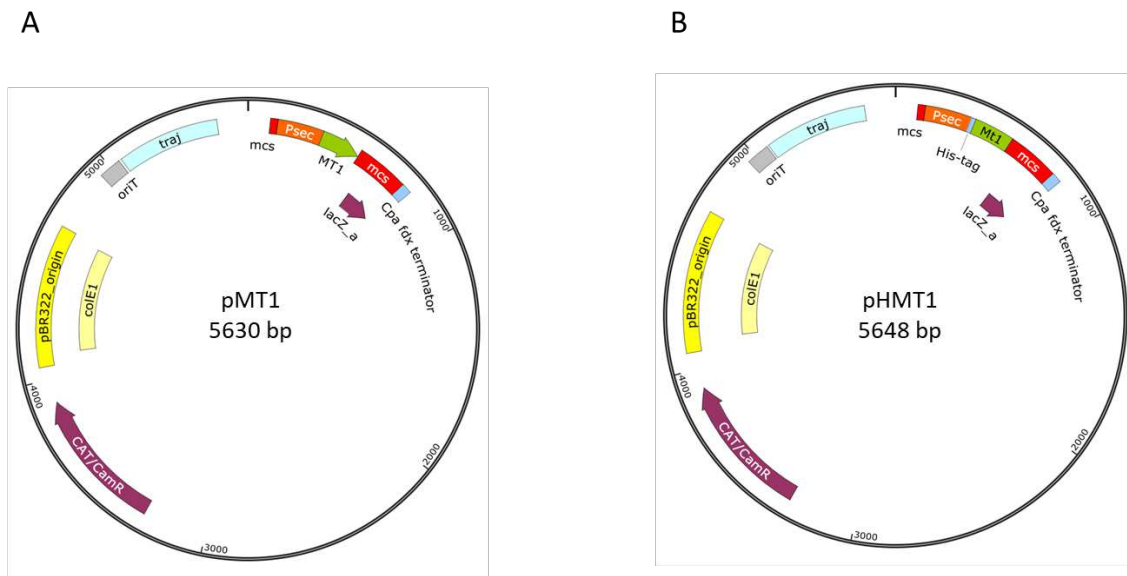 A
B
traj
Psec
MT1
mcs
mcs
oriT
5000
lacZ_a
Cpa fdx terminator
1000
pBR322_origin
colE1
pMT1
5630 bp
4000
CAT/CamR
2000
3000
traj
Psec
Mt1
mcs
mcs
His-tag
oriT
5000
lacZ_a
Cpa fdx terminator
1000
pBR322_origin
colE1
pHMT1
5648 bp
4000
CAT/CamR
2000
3000